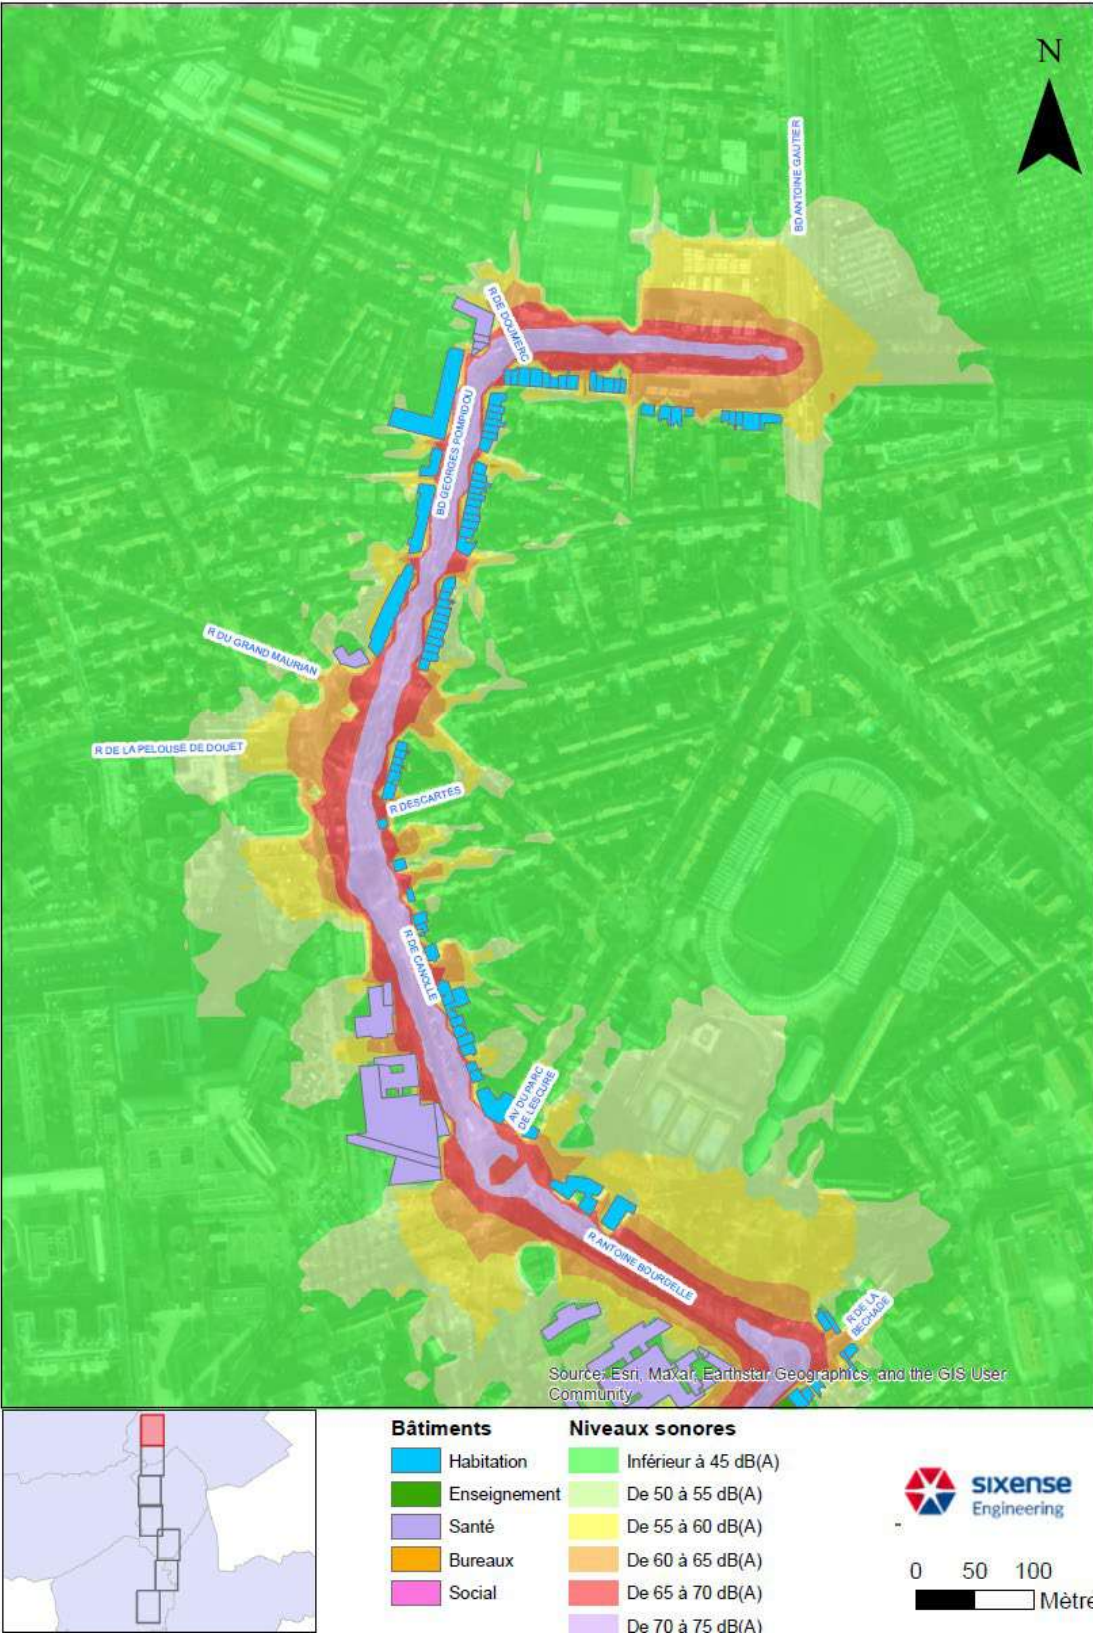 N
BD ANTOINE GAUTIER
R DE DOUMERC
BD GEORGES POMPIDOU
R DU GRAND MAURIAN
R DE LA PELOUSE DE DOUET
R DESCARTES
R DE CANOLLE
AV DU PARC
DE LESCURE
R ANTOINE BOURDELLE
R DE LA
BECHADE
Source: Esri, Maxar, Earthstar Geographics, and the GIS User
Community
Bâtiments
Habitation
Enseignement
Santé
Bureaux
Social
Niveaux sonores
Inférieur à 45 dB(A)
De 50 à 55 dB(A)
De 55 à 60 dB(A)
De 60 à 65 dB(A)
De 65 à 70 dB(A)
De 70 à 75 dB(A)
sixense
Engineering
0 50 100
Mètre